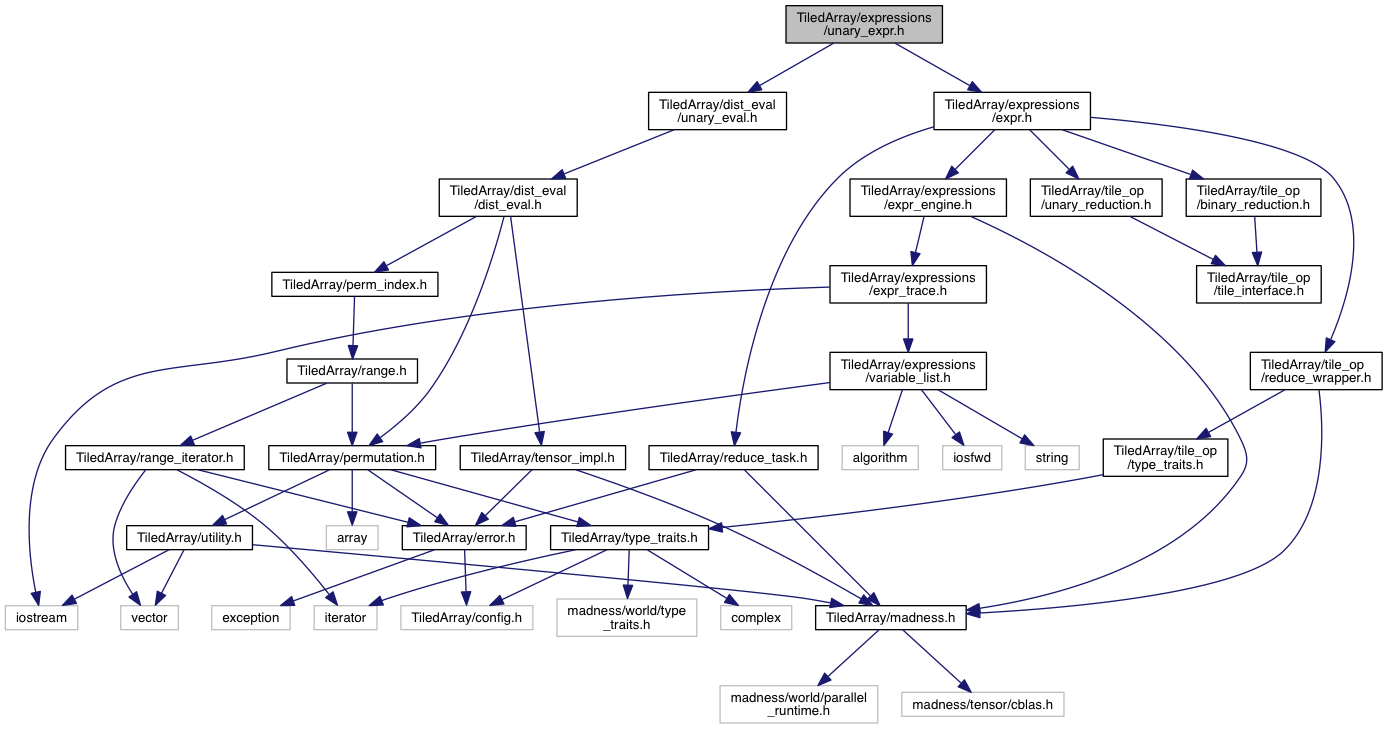 TiledArray/expressions
/unary_expr.h
TiledArray/dist_eval
/unary_eval.h
TiledArray/expressions
/expr.h
TiledArray/dist_eval
/dist_eval.h
TiledArray/expressions
/expr_engine.h
TiledArray/tile_op
/unary_reduction.h
TiledArray/tile_op
/binary_reduction.h
TiledArray/perm_index.h
TiledArray/expressions
/expr_trace.h
TiledArray/tile_op
/tile_interface.h
TiledArray/range.h
TiledArray/expressions
/variable_list.h
TiledArray/tile_op
/reduce_wrapper.h
TiledArray/range_iterator.h
TiledArray/permutation.h
TiledArray/tensor_impl.h
TiledArray/reduce_task.h
algorithm
iosfwd
string
TiledArray/tile_op
/type_traits.h
TiledArray/utility.h
array
TiledArray/error.h
TiledArray/type_traits.h
iostream
vector
exception
iterator
TiledArray/config.h
madness/world/type
_traits.h
complex
TiledArray/madness.h
madness/world/parallel
_runtime.h
madness/tensor/cblas.h